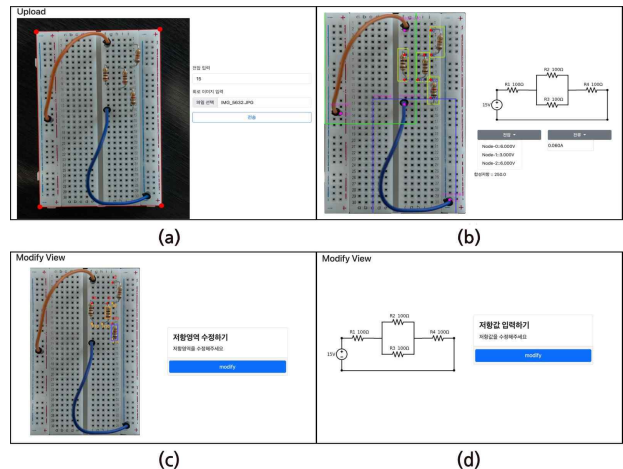 Upload
전압 입력
15
회로 이미지 입력
파일 선택 IMG_6632.JPG
전송
(a)
R2 100Ω
R1 100Ω
R4 100Ω
R3 100Ω
15V
전압
전류
Node-0:6.000V
0.060A
Node-1:3.000V
Node-2:6.000V
합성저항 : 250.0
(b)
Modify View
저항영역 수정하기
저항영역을 수정해주세요
modify
(c)
Modify View
R2 100Ω
R1 100Ω
R4 100Ω
R3 100Ω
15V
저항값 입력하기
저항값을 수정해주세요
modify
(d)